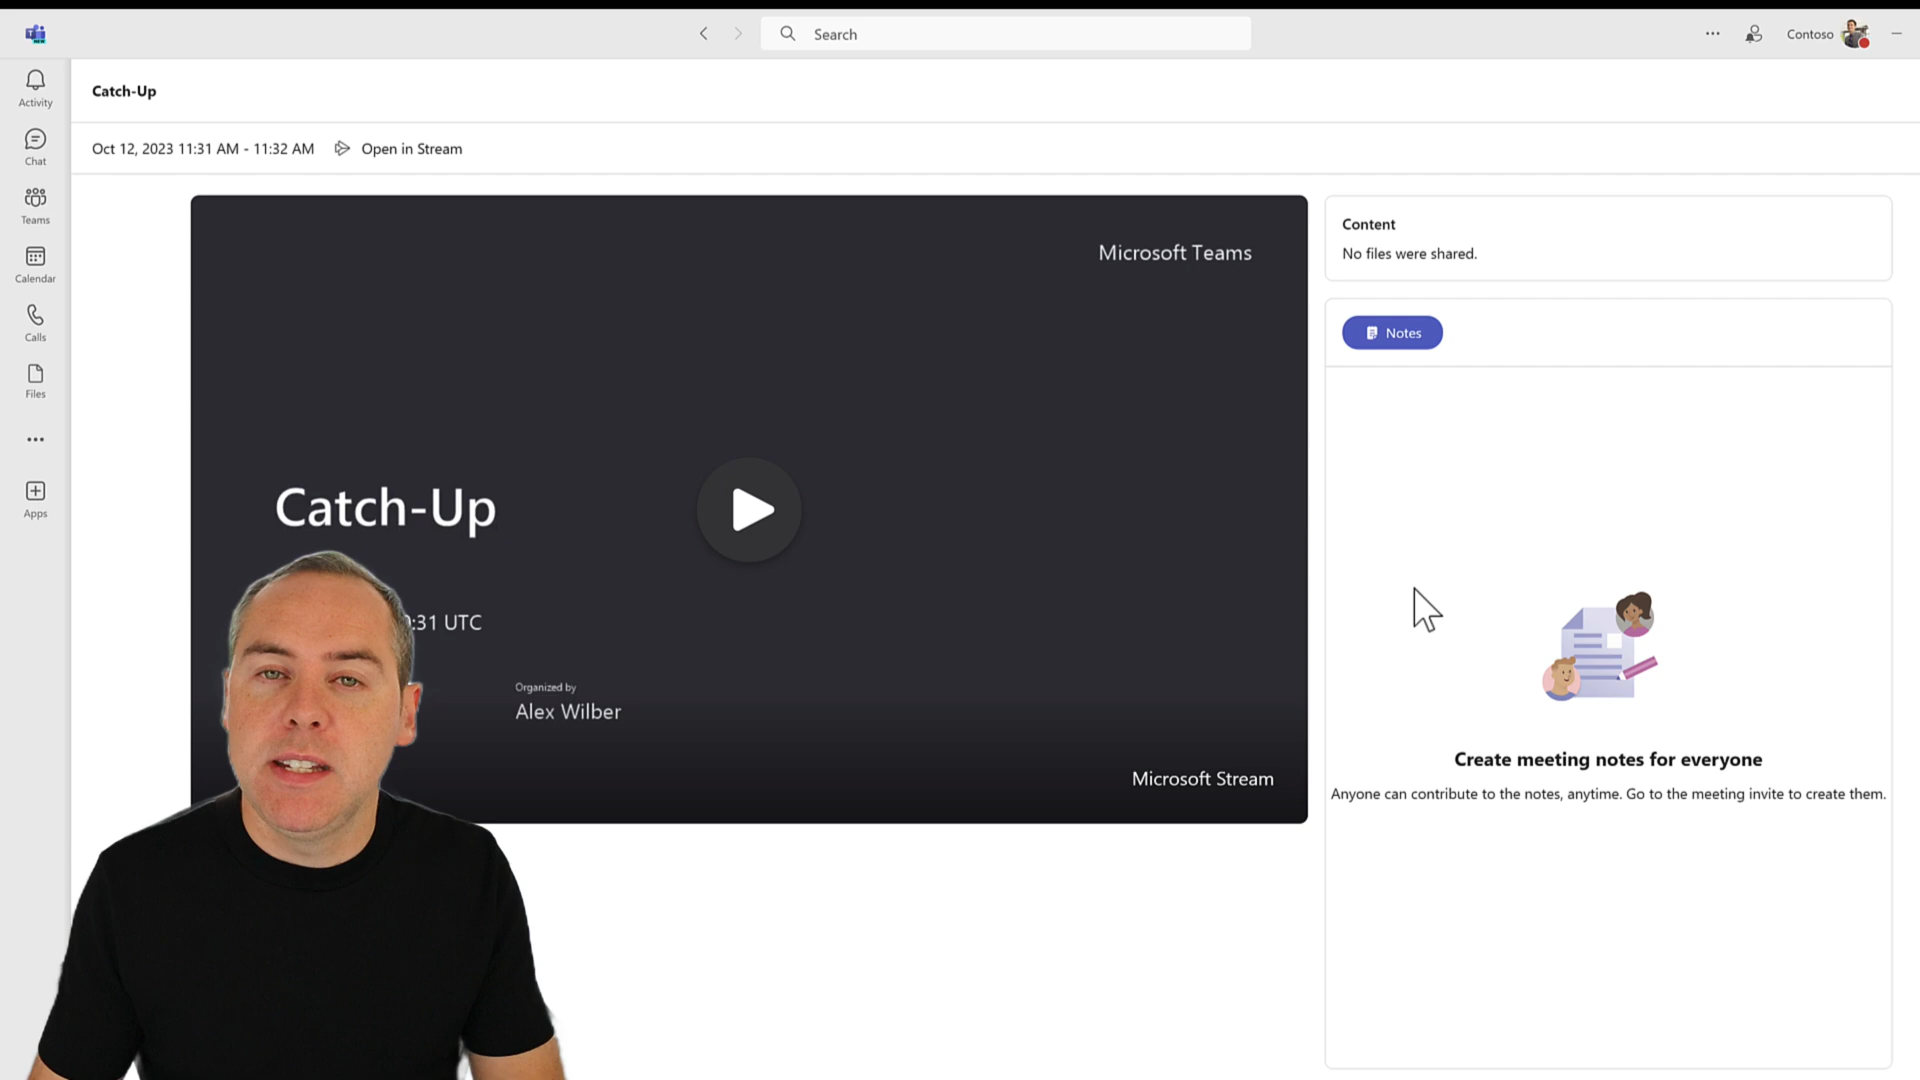 Search
Contoso
NEW
Activity
Chat
Teams
Calendar
Calls
Files
Apps
Catch-Up
Oct 12, 2023 11:31 AM - 11:32 AM
Open in Stream
Microsoft Teams
Catch-Up
:31 UTC
Organized by
Alex Wilber
Microsoft Stream
Content
No files were shared.
Notes
Create meeting notes for everyone
Anyone can contribute to the notes, anytime. Go to the meeting invite to create them.